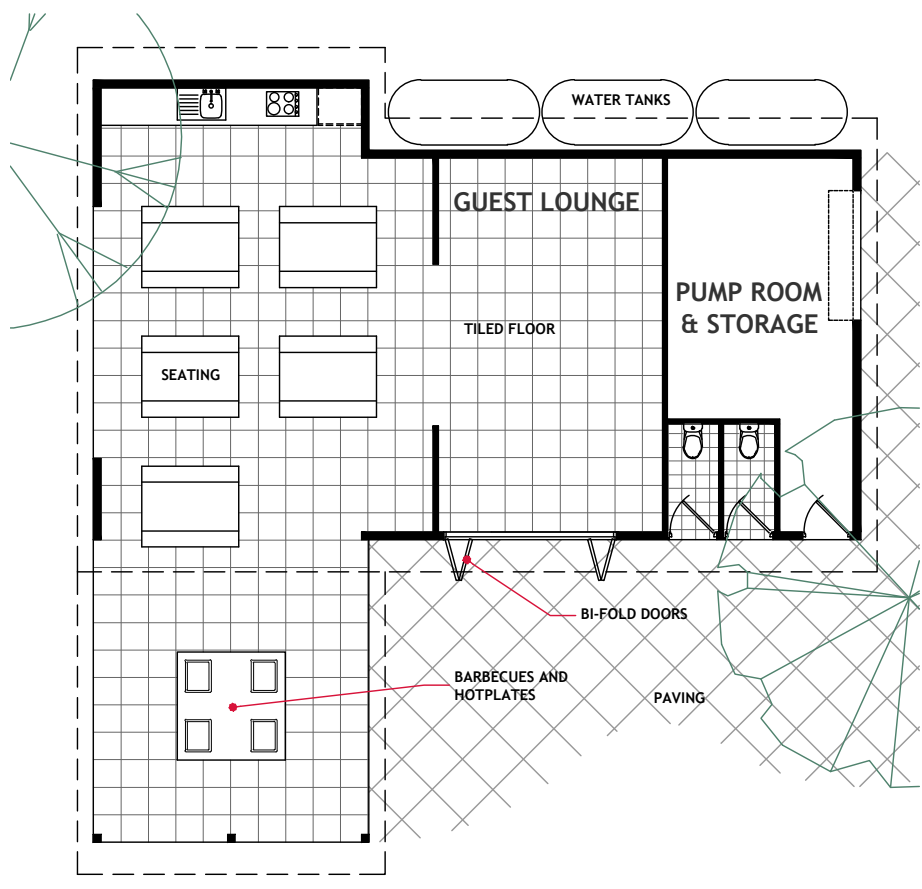 WATER TANKS
GUEST LOUNGE
PUMP ROOM
& STORAGE
TILED FLOOR
SEATING
BI-FOLD DOORS
BARBECUES AND
HOTPLATES
PAVING